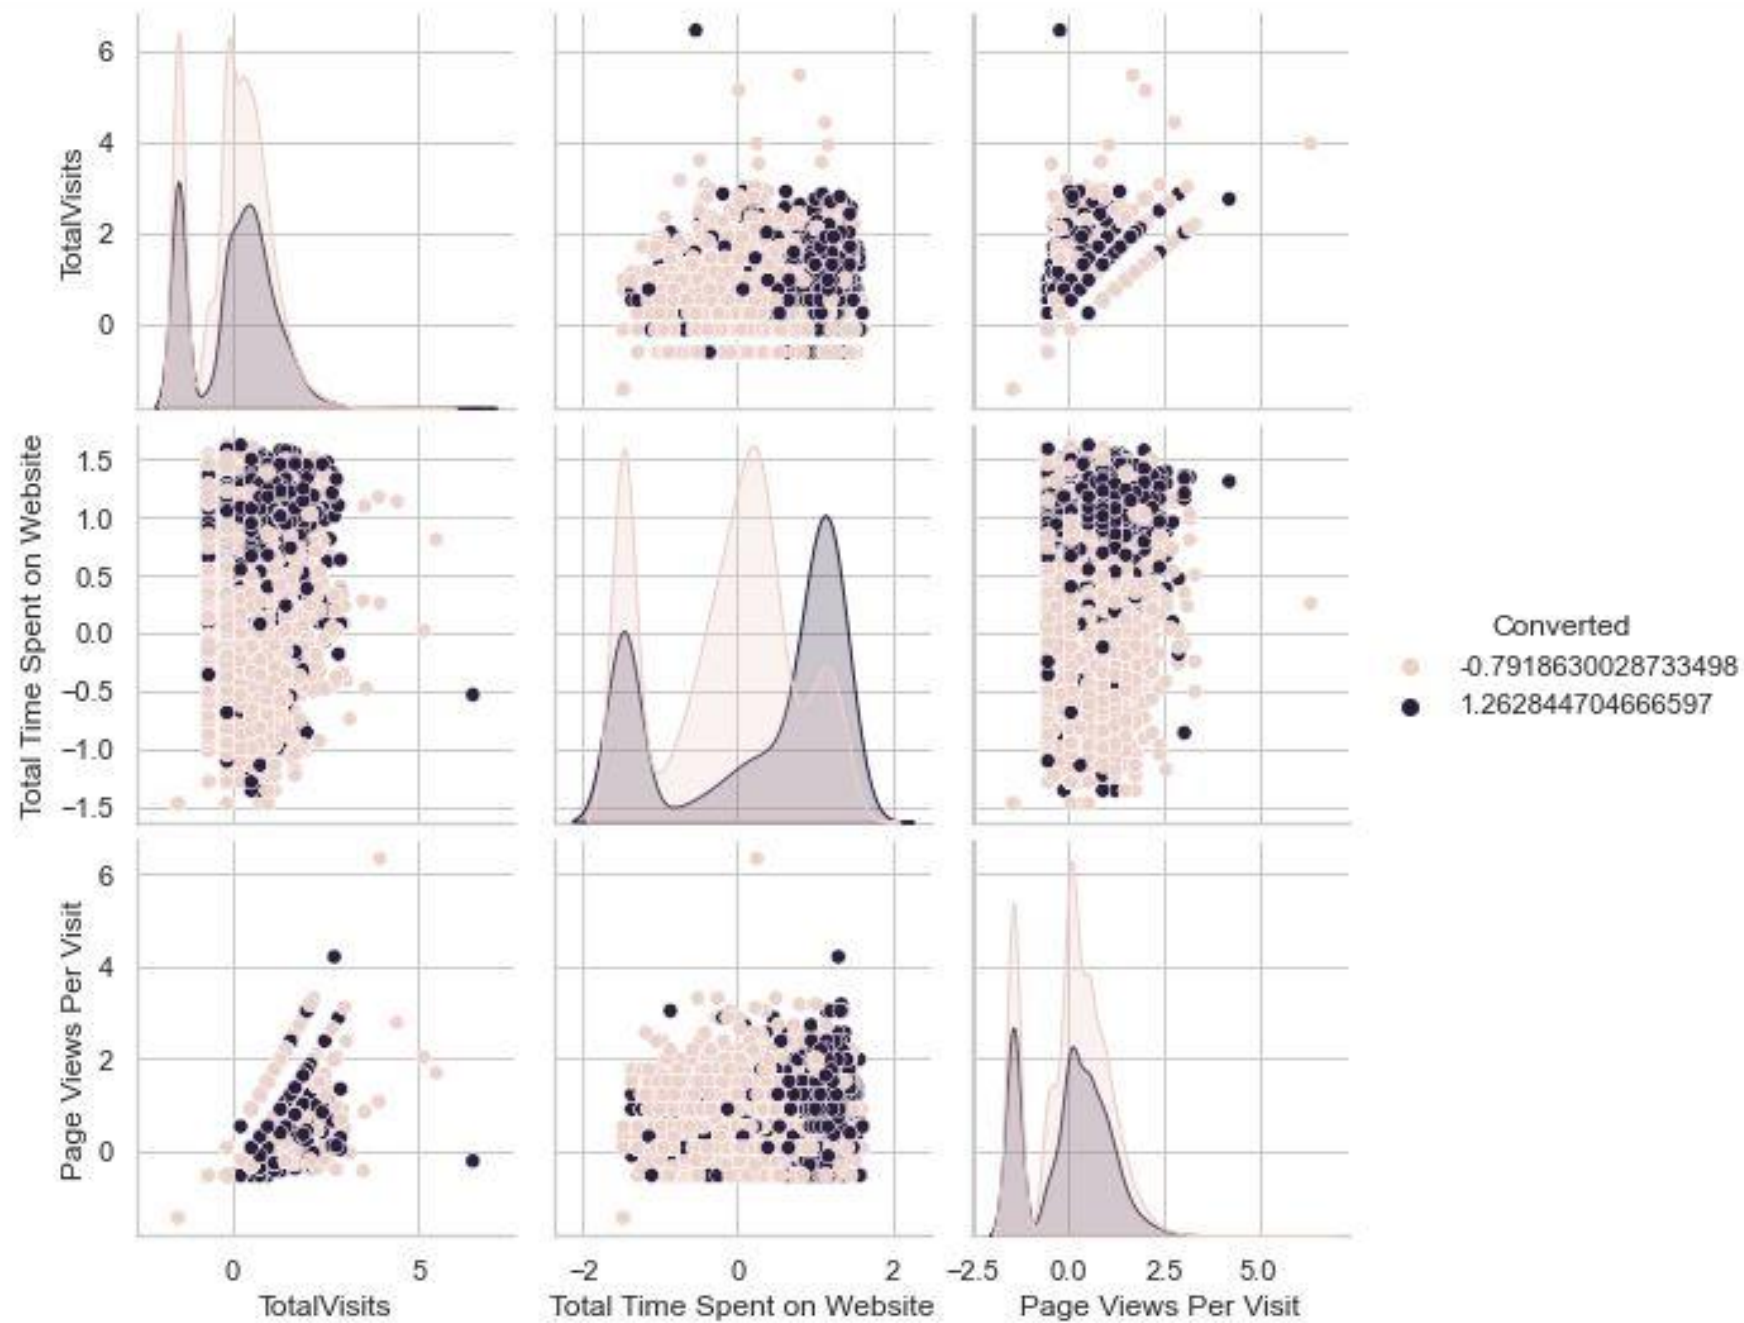 6
4
2
0
TotalVisits
1.5
1.0
0.5
0.0
−0.5
−1.0
−1.5
Total Time Spent on Website
Converted
-0.7918630028733498
1.262844704666597
6
4
2
0
Page Views Per Visit
0 5 −2 0 2 −2.5 0.0 2.5 5.0
TotalVisits Total Time Spent on Website Page Views Per Visit